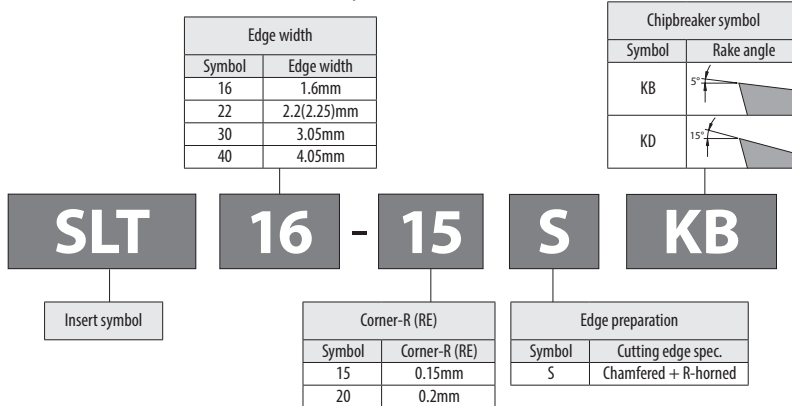 Edge width
Symbol Edge width
16 1.6mm
22 2.2(2.25)mm
30 3.05mm
40 4.05mm
Chipbreaker symbol
Symbol Rake angle
KB 5°
KD 15°
SLT 16 - 15 S KB
Insert symbol
Corner-R (RE)
Symbol Corner-R (RE)
15 0.15mm
20 0.2mm
Edge preparation
Symbol Cutting edge spec.
S Chamfered + R-horned